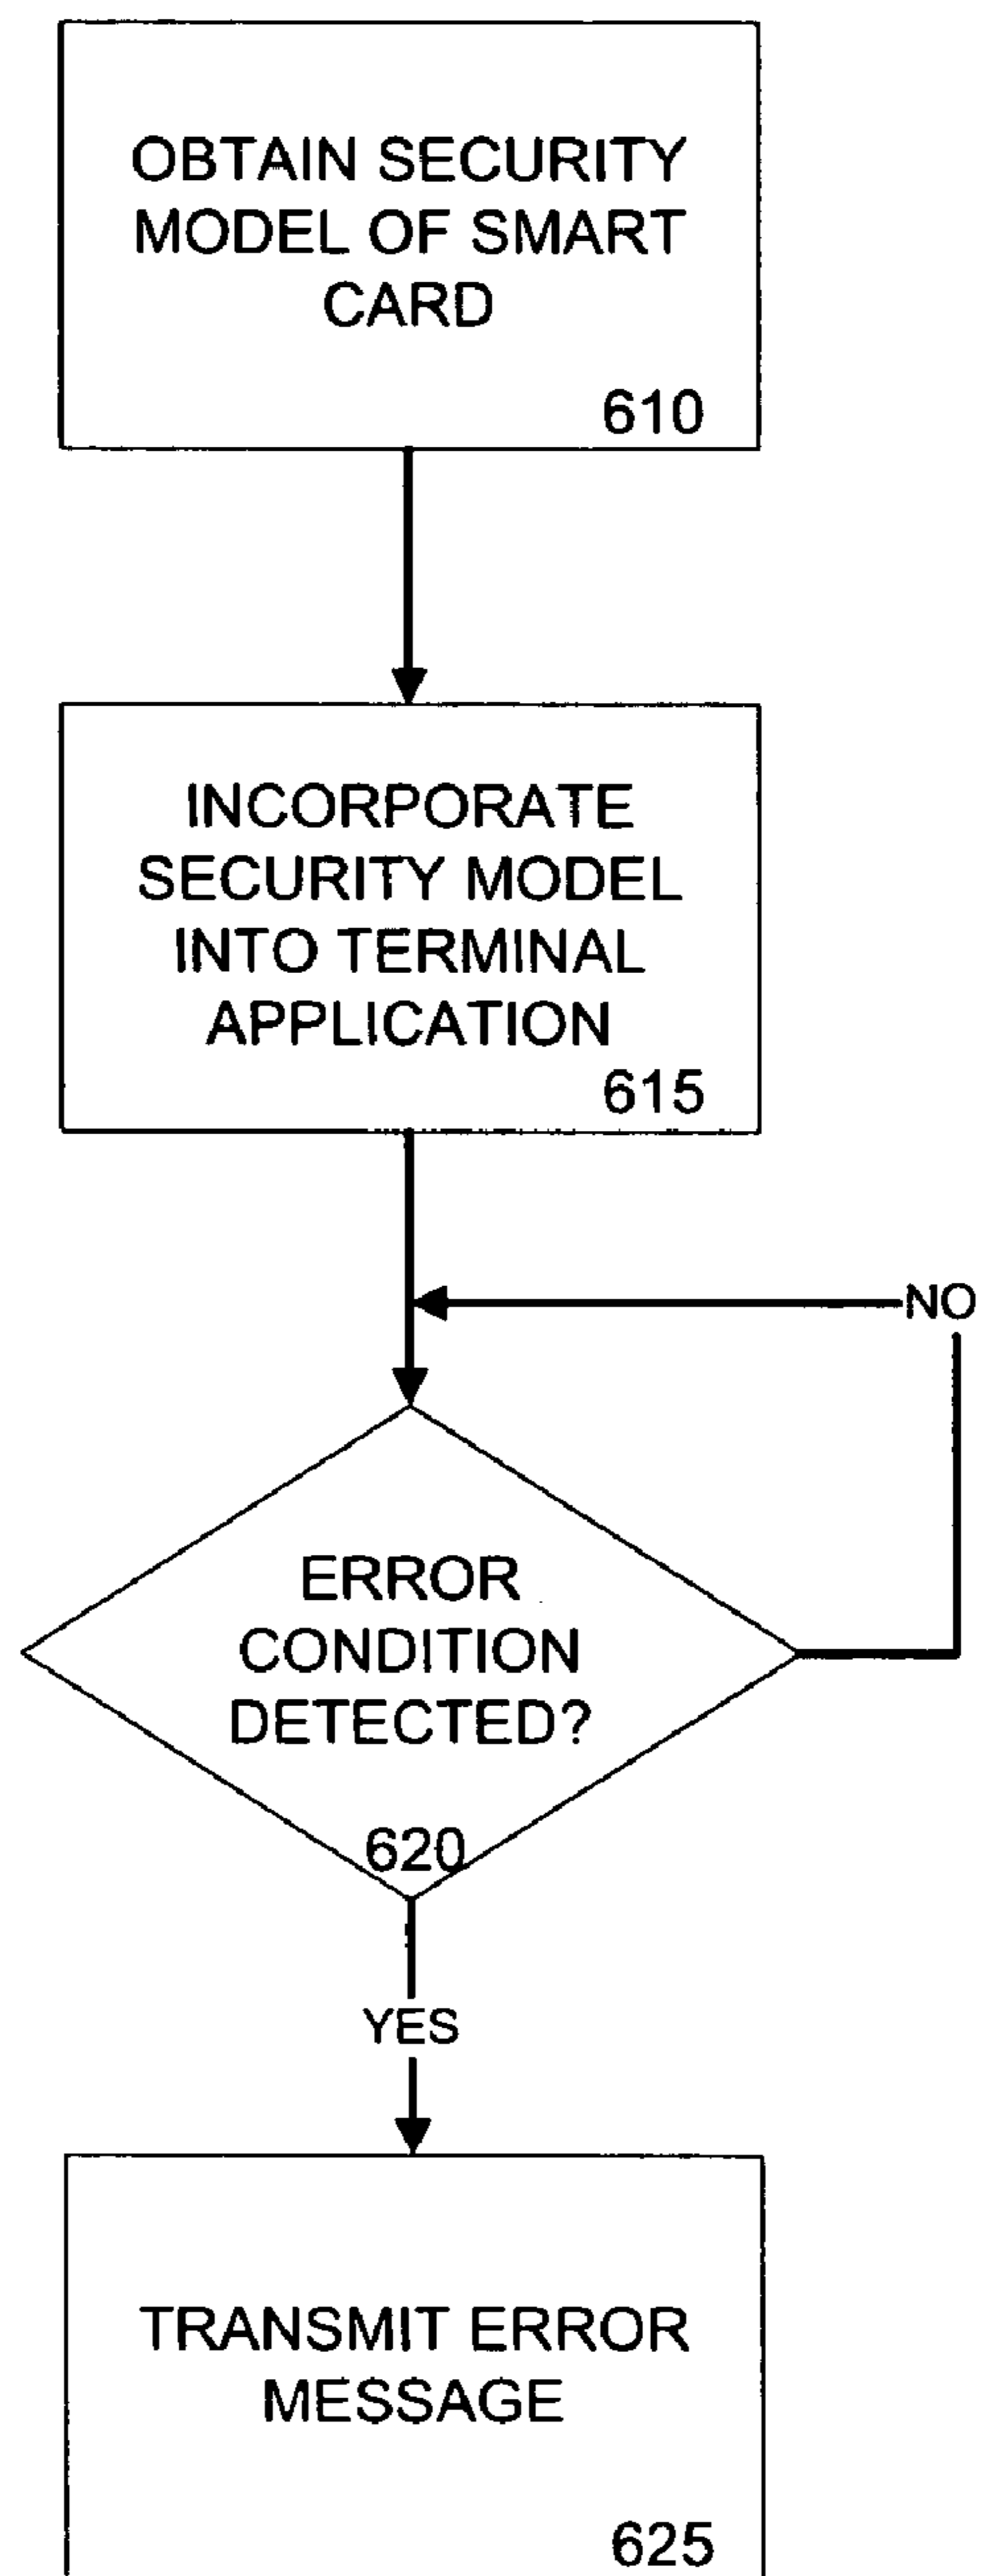 OBTAIN SECURITY
MODEL OF SMART
CARD
610
INCORPORATE
SECURITY MODEL
INTO TERMINAL
APPLICATION
615
NO
ERROR
CONDITION
DETECTED?
620
YES
TRANSMIT ERROR
MESSAGE
625